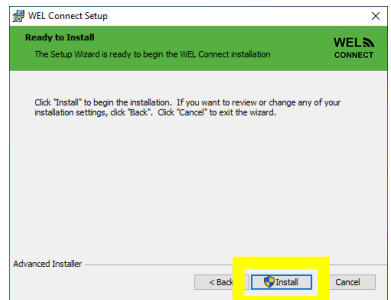 WEL Connect Setup
Ready to Install
The Setup Wizard is ready to begin the WEL Connect installation
WEL
CONNECT
Click "Install" to begin the installation. If you want to review or change any of your
installation settings, click "Back". Click "Cancel" to exit the wizard.
Advanced Installer
< Back Install Cancel